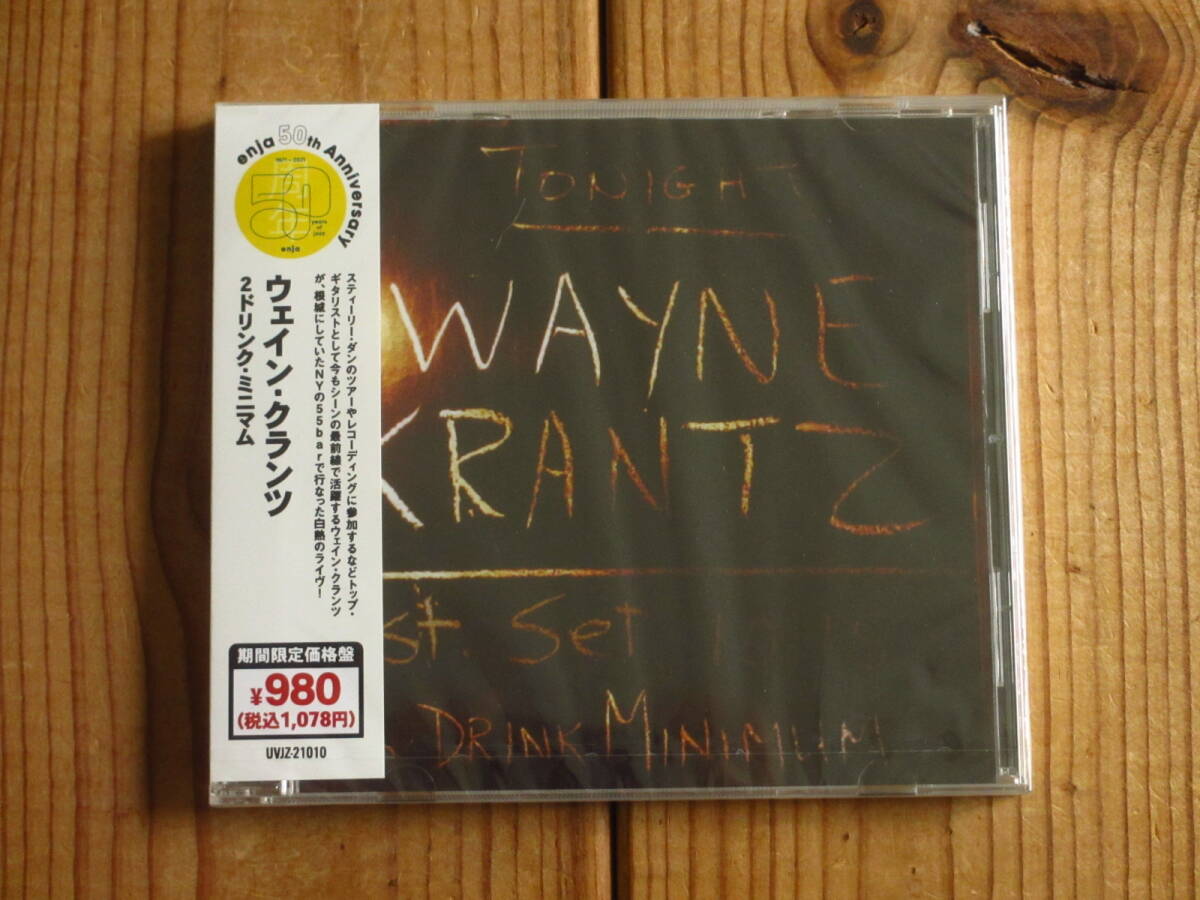 enja 50th Anniversary
1971-2021
50
years of jazz
enja
ウェイン・クランツ
2ドリンク・ミニマム
スティーリー・ダンのツアーやレコーディングに参加するなどトップ・
ギタリストとして今もシーンの最前線で活躍するウェイン・クランツ
が、根城にしていたNYの55barで行なった白熱のライヴ!
期間限定価格盤
¥980
(税込1,078円)
UVJZ-21010
TONIGHT
WAYNE
KRANTZ
st. Set
DRINK MINIMUM